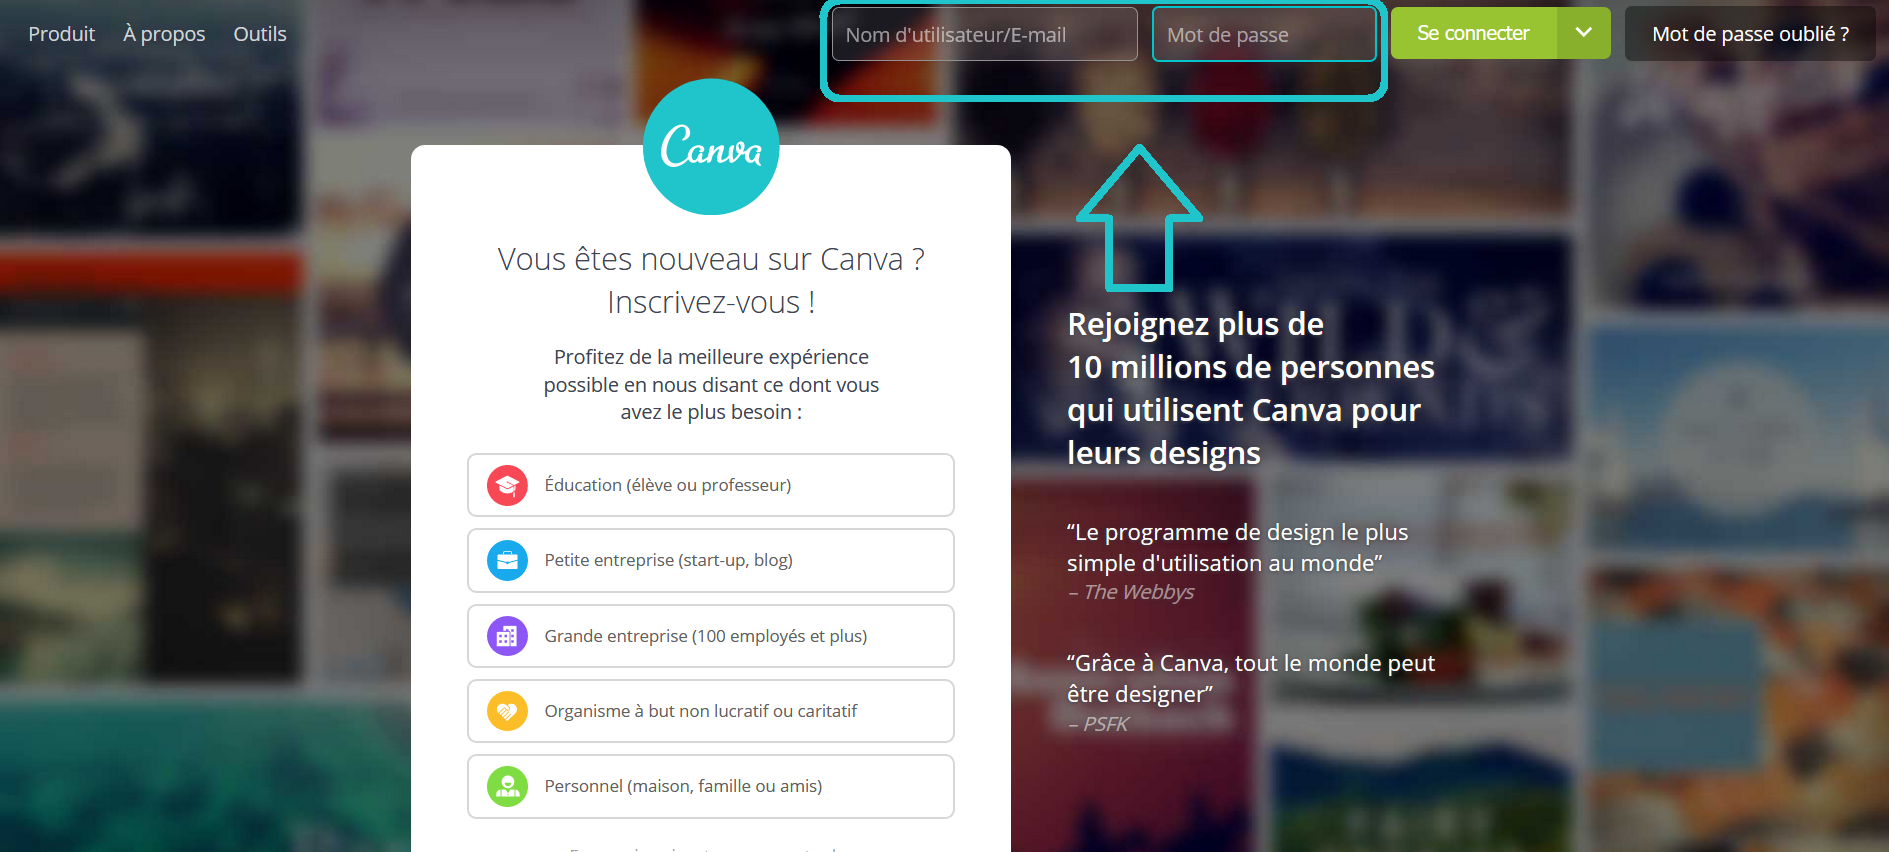 Produit À propos Outils
Nom d'utilisateur/E-mail Mot de passe Se connecter Mot de passe oublié ?
Canva
Vous êtes nouveau sur Canva ?
Inscrivez-vous !
Profitez de la meilleure expérience
possible en nous disant ce dont vous
avez le plus besoin :
Éducation (élève ou professeur)
Petite entreprise (start-up, blog)
Grande entreprise (100 employés et plus)
Organisme à but non lucratif ou caritatif
Personnel (maison, famille ou amis)
Rejoignez plus de
10 millions de personnes
qui utilisent Canva pour
leurs designs
“Le programme de design le plus
simple d'utilisation au monde”
– The Webbys
“Grâce à Canva, tout le monde peut
être designer”
– PSFK